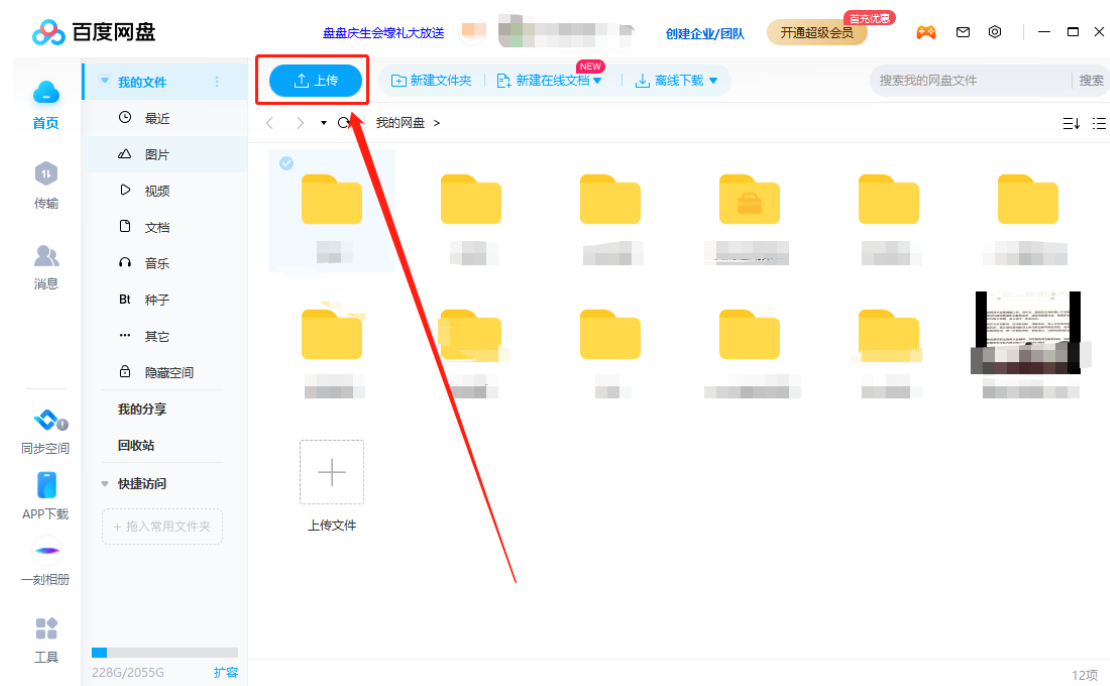 百度网盘
盘盘庆生会嚎礼大放送
创建企业/团队
开通超级会员
首充优惠
首页
传输
消息
同步空间
APP下载
一刻相册
工具
我的文件
最近
图片
视频
文档
音乐
Bt 种子
其它
隐藏空间
我的分享
回收站
快捷访问
+ 拖入常用文件夹
228G/2055G 扩容
上传
新建文件夹
新建在线文档
NEW
离线下载
搜索我的网盘文件
搜索
我的网盘 >
上传文件
12项